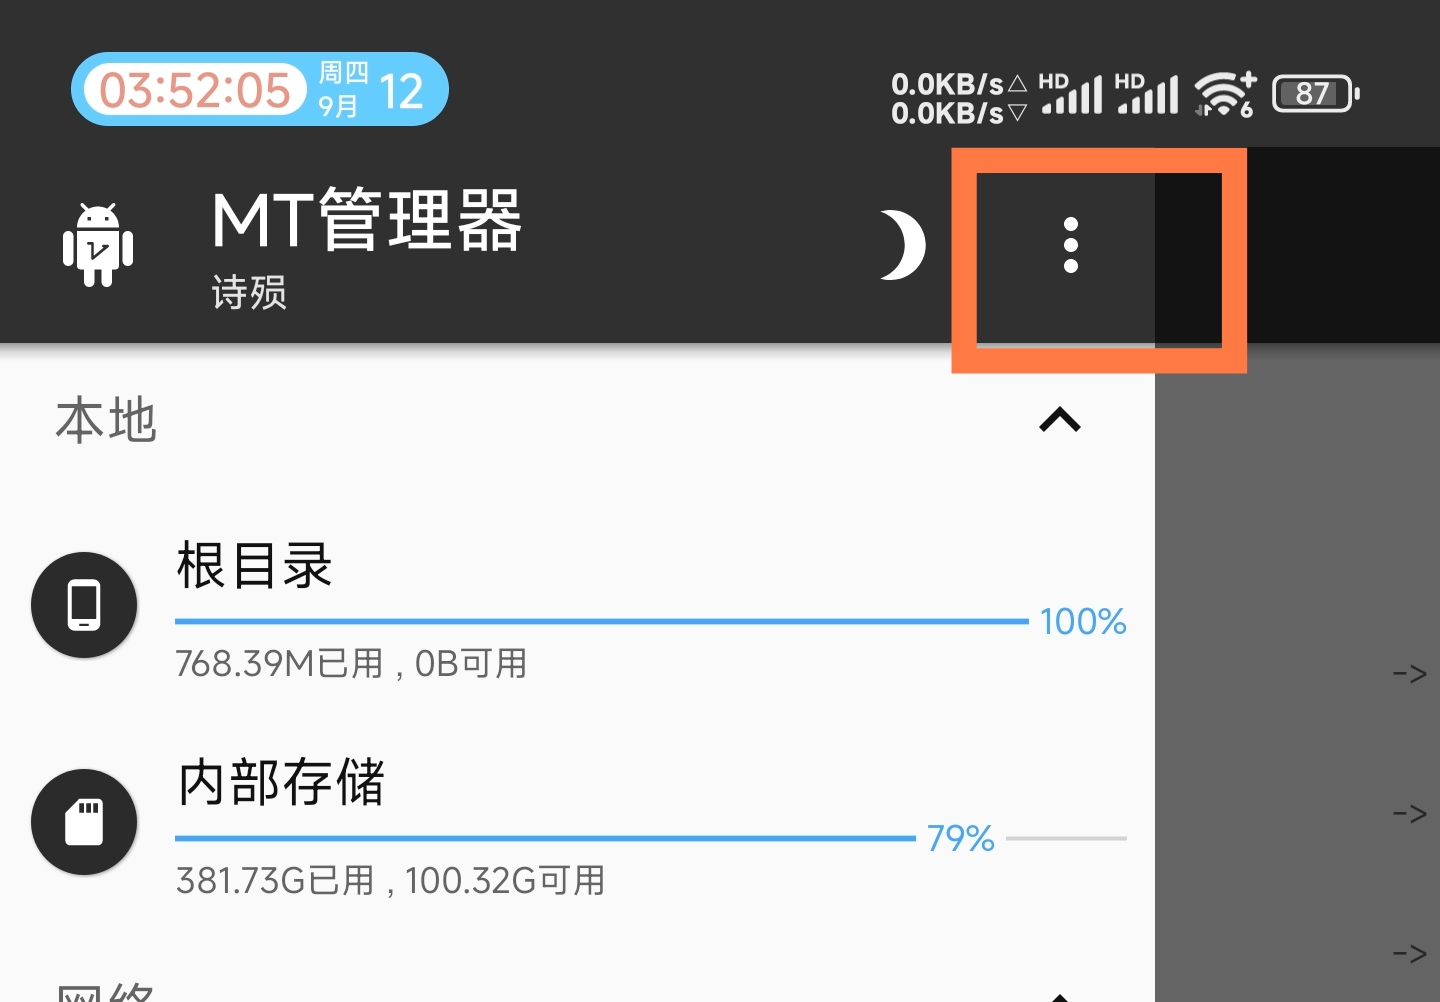 03:52:05 周四 9月 12
0.0KB/s HD HD
0.0KB/s 6 87
MT管理器
诗殒
本地
根目录
100%
768.39M已用 , 0B可用
->
内部存储
->
79%
381.73G已用 , 100.32G可用
->
网络